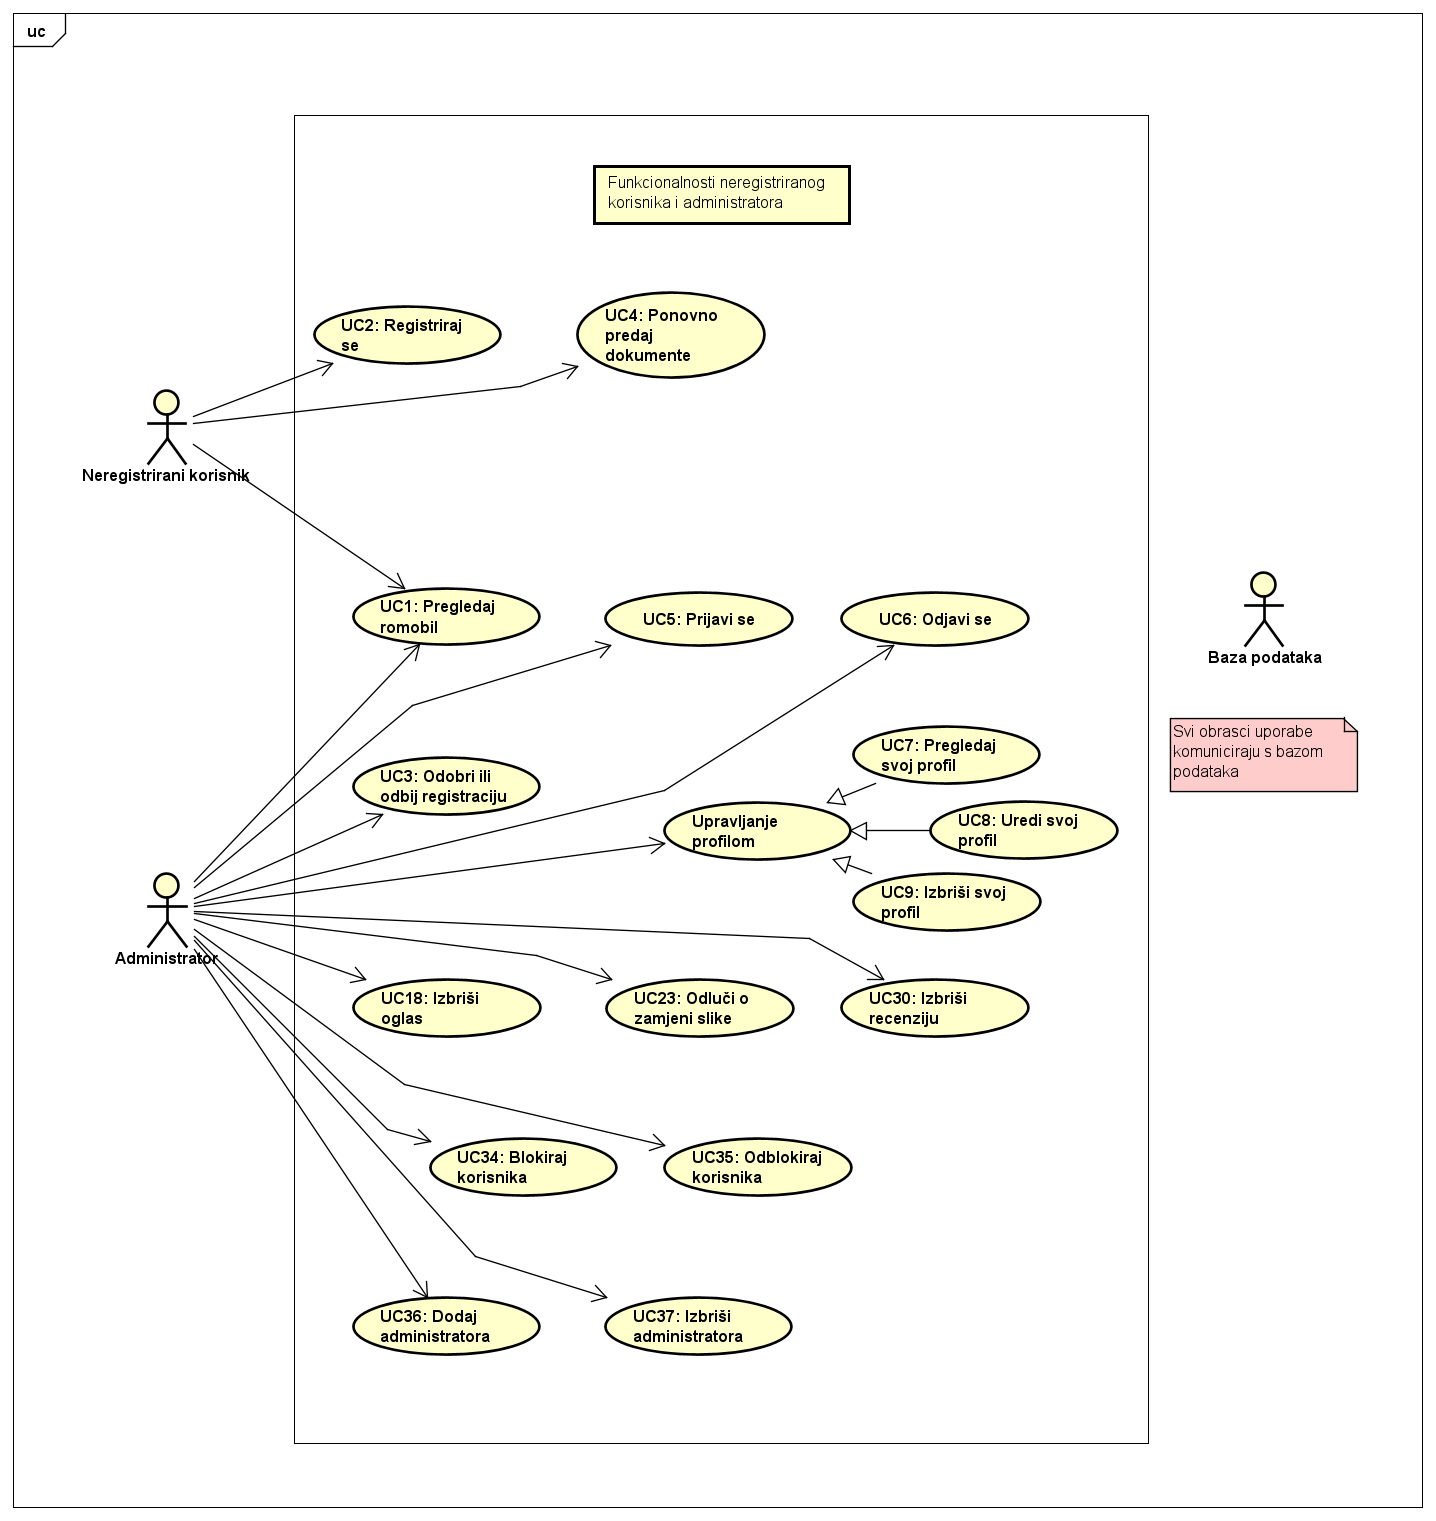 uc
Funkcionalnosti neregistriranog
korisnika i administratora
UC2: Registriraj
se
UC4: Ponovno
predaj
dokumente
Neregistrirani korisnik
UC1: Pregledaj
romobil
UC5: Prijavi se
UC6: Odjavi se
Baza podataka
Svi obrasci uporabe
komuniciraju s bazom
podataka
UC3: Odobri ili
odbij registraciju
UC7: Pregledaj
svoj profil
Upravljanje
profilom
UC8: Uredi svoj
profil
UC9: Izbriši svoj
profil
Administrator
UC18: Izbriši
oglas
UC23: Odluči o
zamjeni slike
UC30: Izbriši
recenziju
UC34: Blokiraj
korisnika
UC35: Odblokiraj
korisnika
UC36: Dodaj
administratora
UC37: Izbriši
administratora